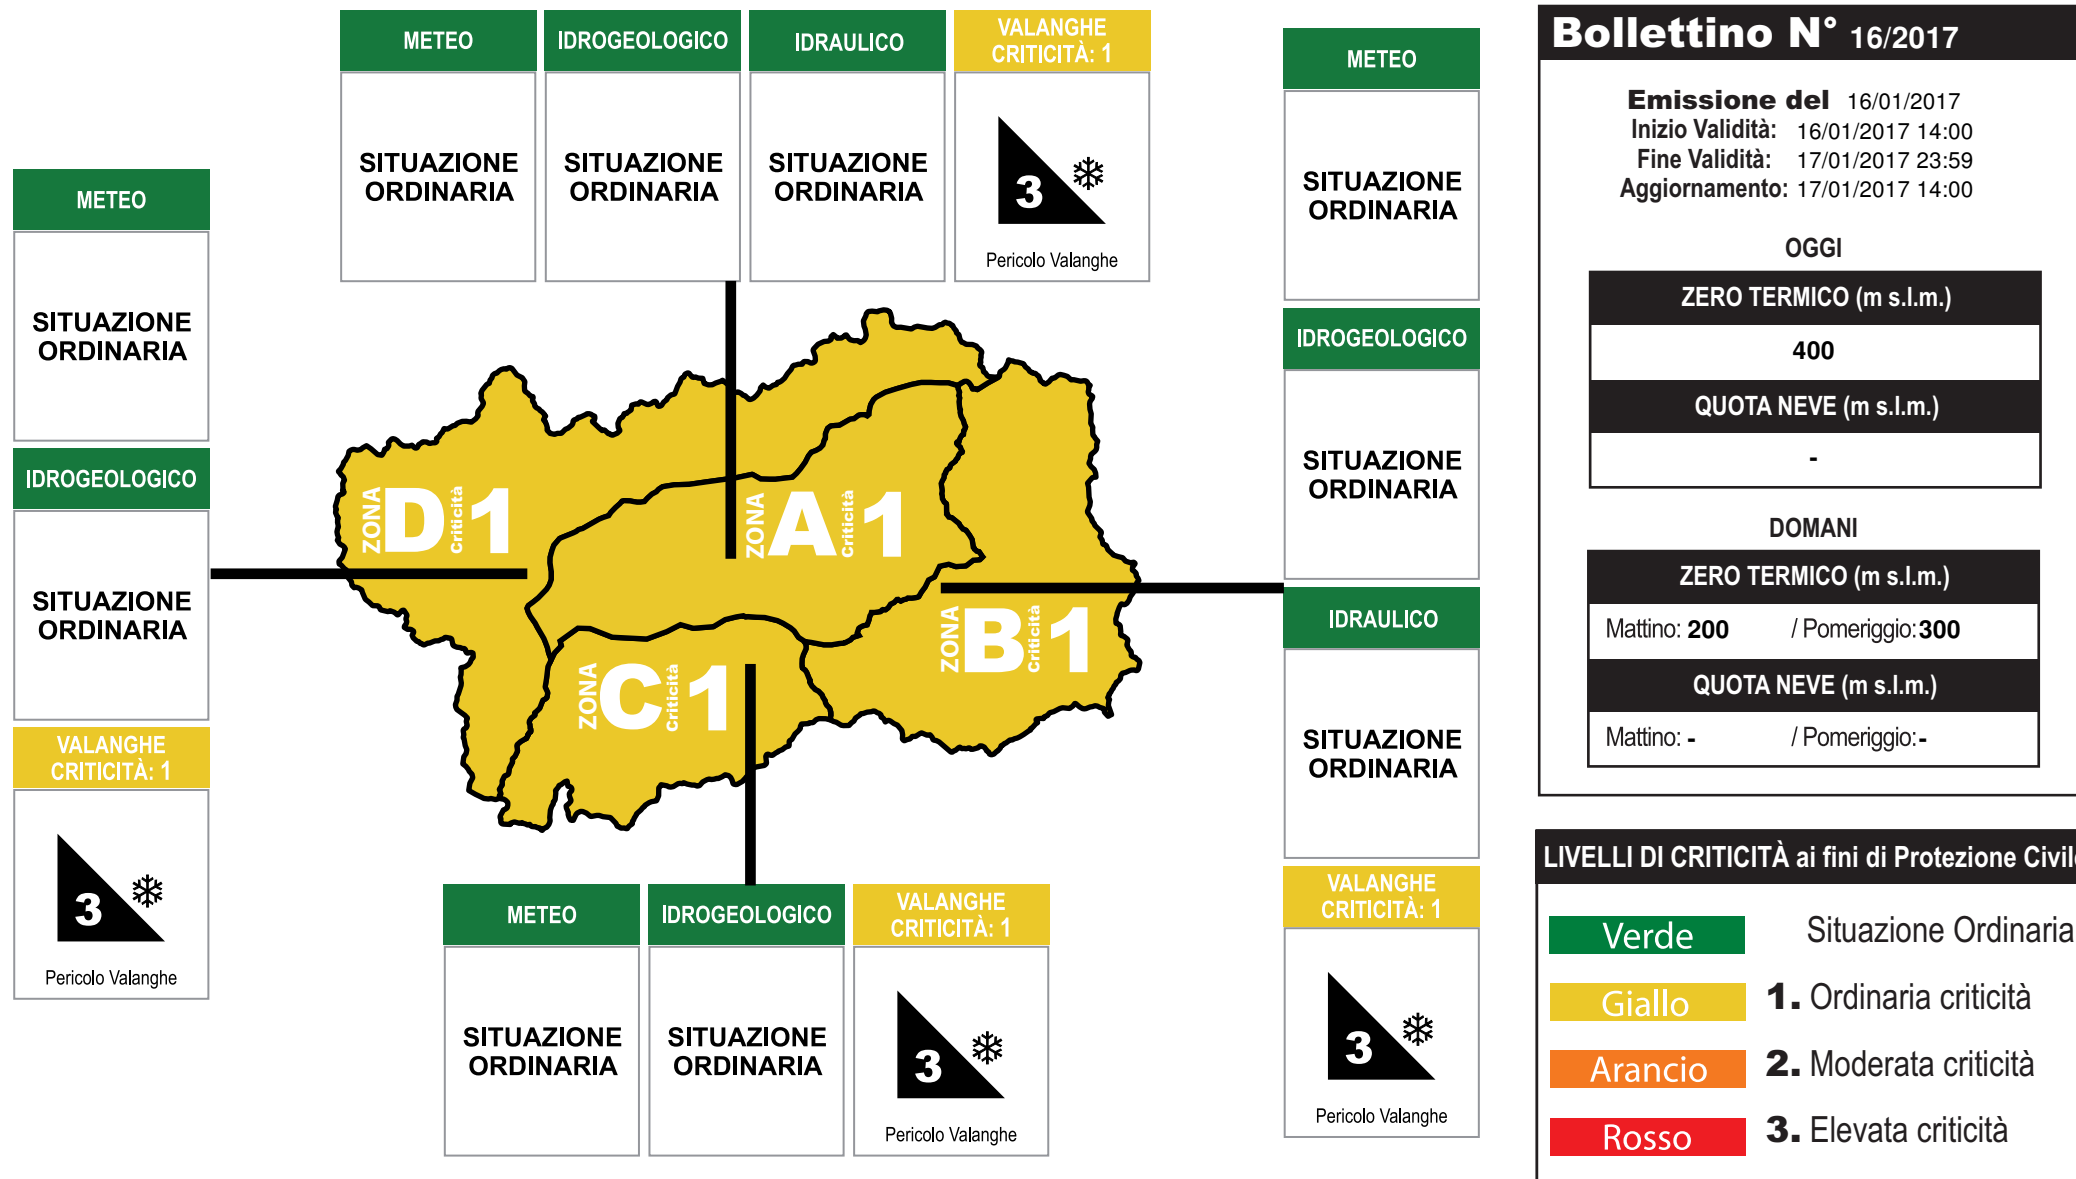 METEO
IDROGEOLOGICO
IDRAULICO
VALANGHE
CRITICITÀ: 1
SITUAZIONE
ORDINARIA
SITUAZIONE
ORDINARIA
SITUAZIONE
ORDINARIA
3
Pericolo Valanghe
METEO
SITUAZIONE
ORDINARIA
IDROGEOLOGICO
SITUAZIONE
ORDINARIA
VALANGHE
CRITICITÀ: 1
3
Pericolo Valanghe
ZONA D Criticità 1
ZONA A Criticità 1
ZONA B Criticità 1
ZONA C Criticità 1
METEO
IDROGEOLOGICO
VALANGHE
CRITICITÀ: 1
SITUAZIONE
ORDINARIA
SITUAZIONE
ORDINARIA
3
Pericolo Valanghe
METEO
SITUAZIONE
ORDINARIA
IDROGEOLOGICO
SITUAZIONE
ORDINARIA
IDRAULICO
SITUAZIONE
ORDINARIA
VALANGHE
CRITICITÀ: 1
3
Pericolo Valanghe
Bollettino N° 16/2017
Emissione del 16/01/2017
Inizio Validità: 16/01/2017 14:00
Fine Validità: 17/01/2017 23:59
Aggiornamento: 17/01/2017 14:00
OGGI
ZERO TERMICO (m s.l.m.)
400
QUOTA NEVE (m s.l.m.)
-
DOMANI
ZERO TERMICO (m s.l.m.)
Mattino: 200 / Pomeriggio: 300
QUOTA NEVE (m s.l.m.)
Mattino: - / Pomeriggio: -
LIVELLI DI CRITICITÀ ai fini di Protezione Civile
Verde Situazione Ordinaria
Giallo 1. Ordinaria criticità
Arancio 2. Moderata criticità
Rosso 3. Elevata criticità